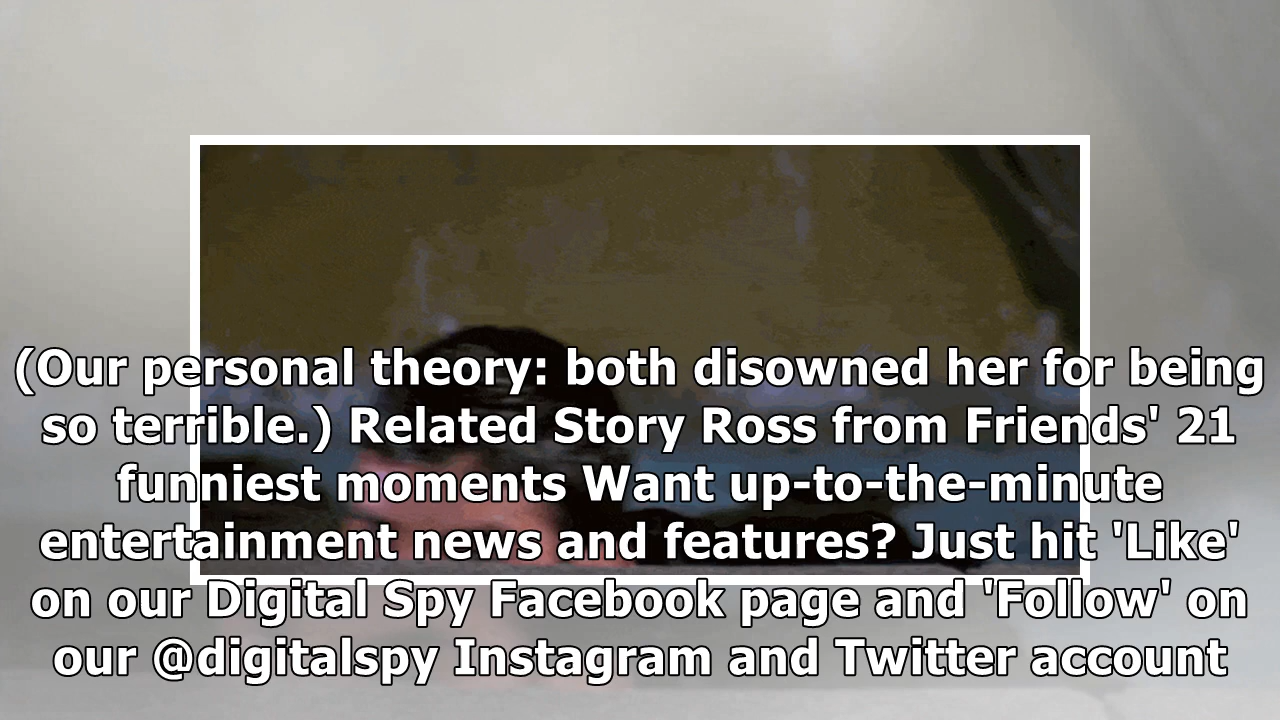 (Our personal theory: both disowned her for being
so terrible.) Related Story Ross from Friends' 21
funniest moments Want up-to-the-minute
entertainment news and features? Just hit 'Like'
on our Digital Spy Facebook page and 'Follow' on
our @digitalspy Instagram and Twitter account